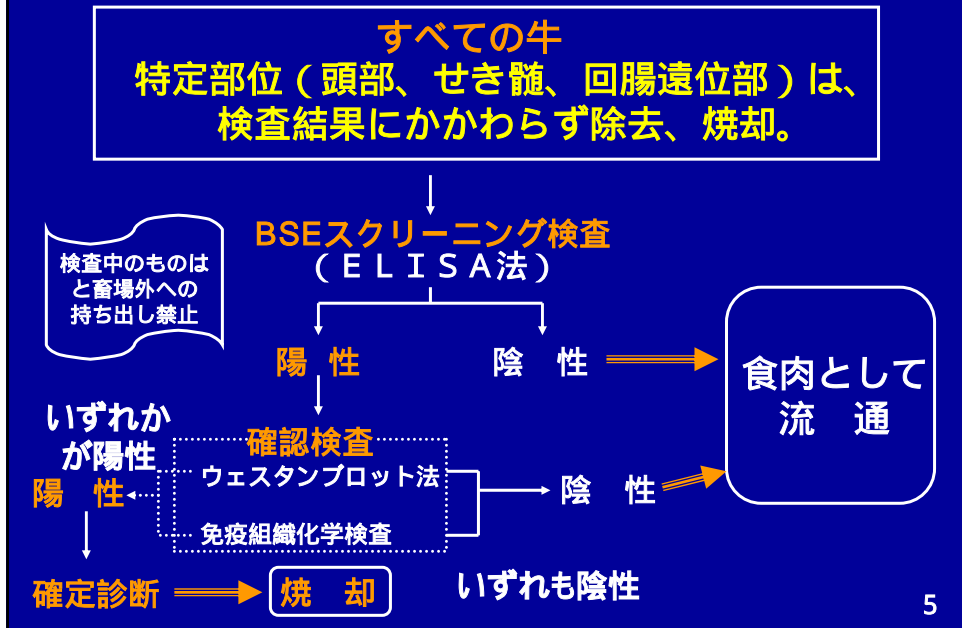 すべての牛
特定部位（頭部、せき髄、回腸遠位部）は、
検査結果にかかわらず除去、焼却。
BSEスクリーニング検査
（ＥＬＩＳＡ法）
検査中のものは
と畜場外への
持ち出し禁止
陽 性
陰 性
食肉として
流 通
いずれか
が陽性
確認検査
ウェスタンブロット法
陽 性
陰 性
免疫組織化学検査
確定診断
焼 却
いずれも陰性
5